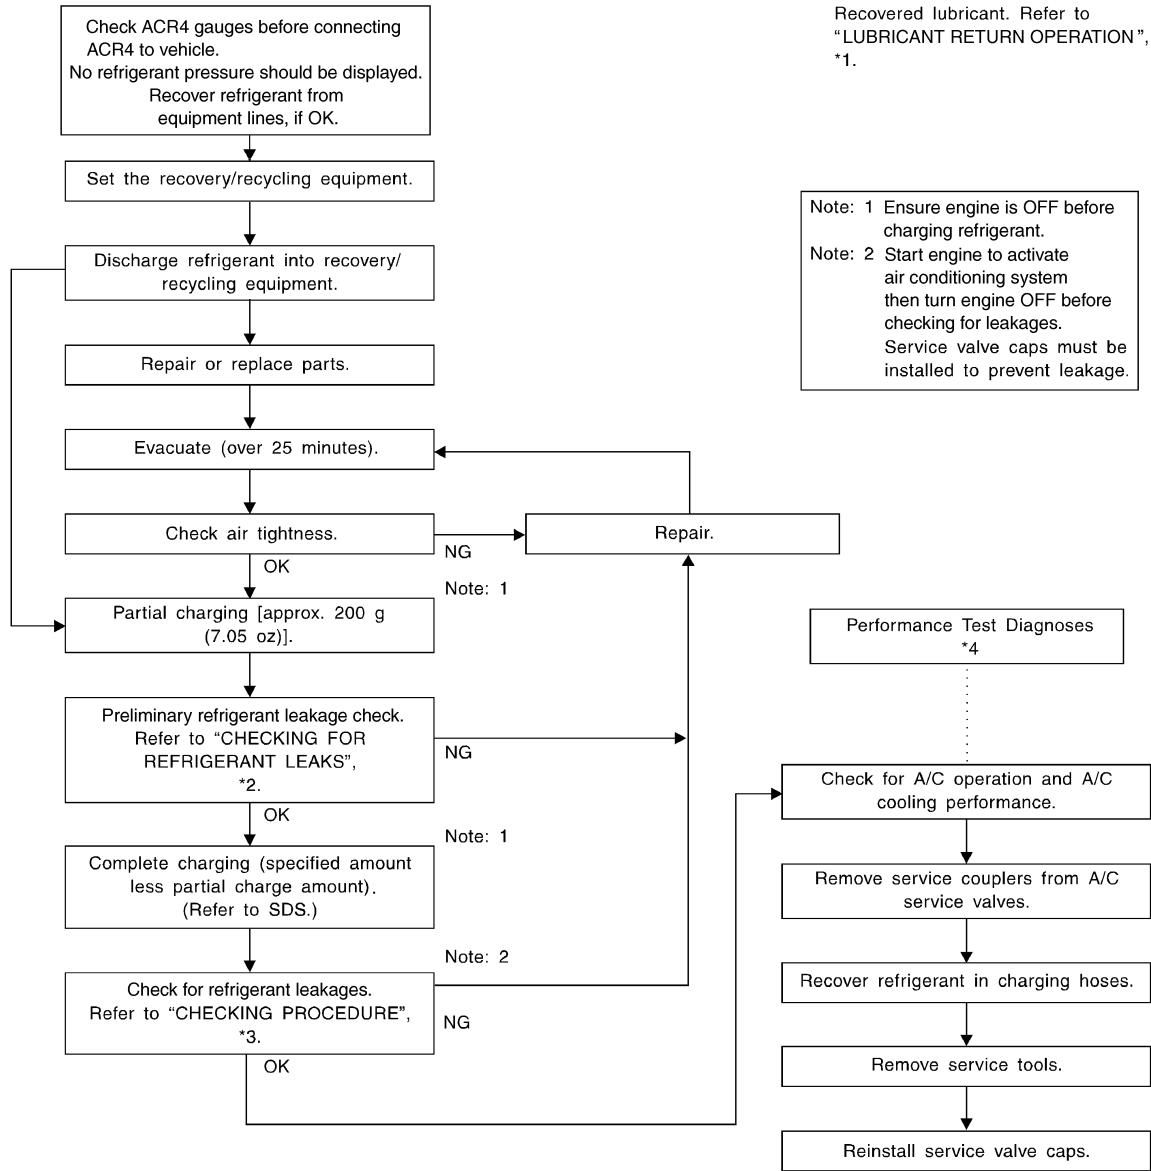 Check ACR4 gauges before connecting
ACR4 to vehicle.
No refrigerant pressure should be displayed.
Recover refrigerant from
equipment lines, if OK.
Recovered lubricant. Refer to
“LUBRICANT RETURN OPERATION”,
*1.
Set the recovery/recycling equipment.
Note: 1 Ensure engine is OFF before
charging refrigerant.
Note: 2 Start engine to activate
air conditioning system
then turn engine OFF before
checking for leakages.
Service valve caps must be
installed to prevent leakage.
Discharge refrigerant into recovery/
recycling equipment.
Repair or replace parts.
Evacuate (over 25 minutes).
Check air tightness.
NG
Repair.
OK
Note: 1
Partial charging [approx. 200 g
(7.05 oz)].
Preliminary refrigerant leakage check.
Refer to “CHECKING FOR
REFRIGERANT LEAKS”,
*2.
NG
OK
Note: 1
Complete charging (specified amount
less partial charge amount).
(Refer to SDS.)
Note: 2
Check for refrigerant leakages.
Refer to “CHECKING PROCEDURE”,
*3.
NG
OK
Performance Test Diagnoses
*4
Check for A/C operation and A/C
cooling performance.
Remove service couplers from A/C
service valves.
Recover refrigerant in charging hoses.
Remove service tools.
Reinstall service valve caps.